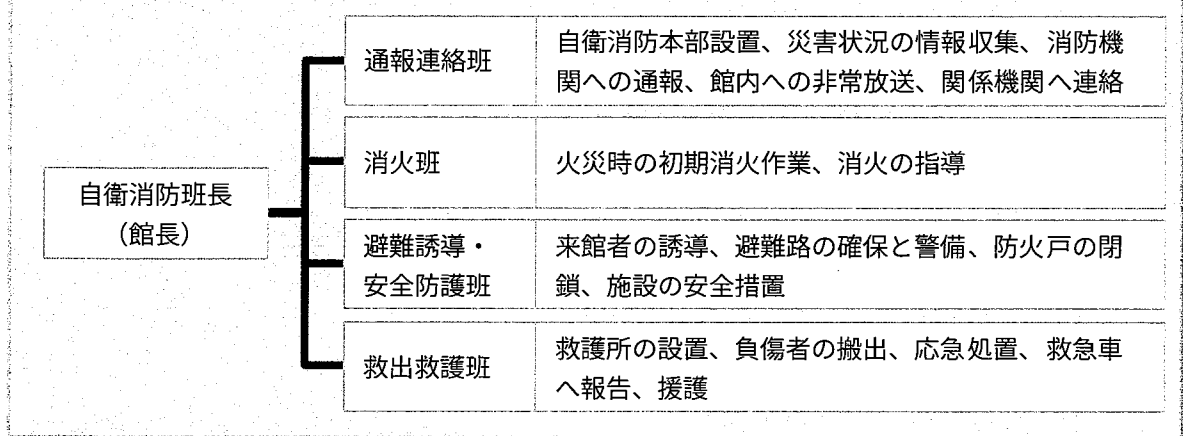 自衛消防班長
（館長）
通報連絡班
自衛消防本部設置、災害状況の情報収集、消防機
関への通報、館内への非常放送、関係機関へ連絡
消火班
火災時の初期消火作業、消火の指導
避難誘導・
安全防護班
来館者の誘導、避難路の確保と警備、防火戸の閉
鎖、施設の安全措置
救出救護班
救護所の設置、負傷者の搬出、応急処置、救急車
へ報告、援護